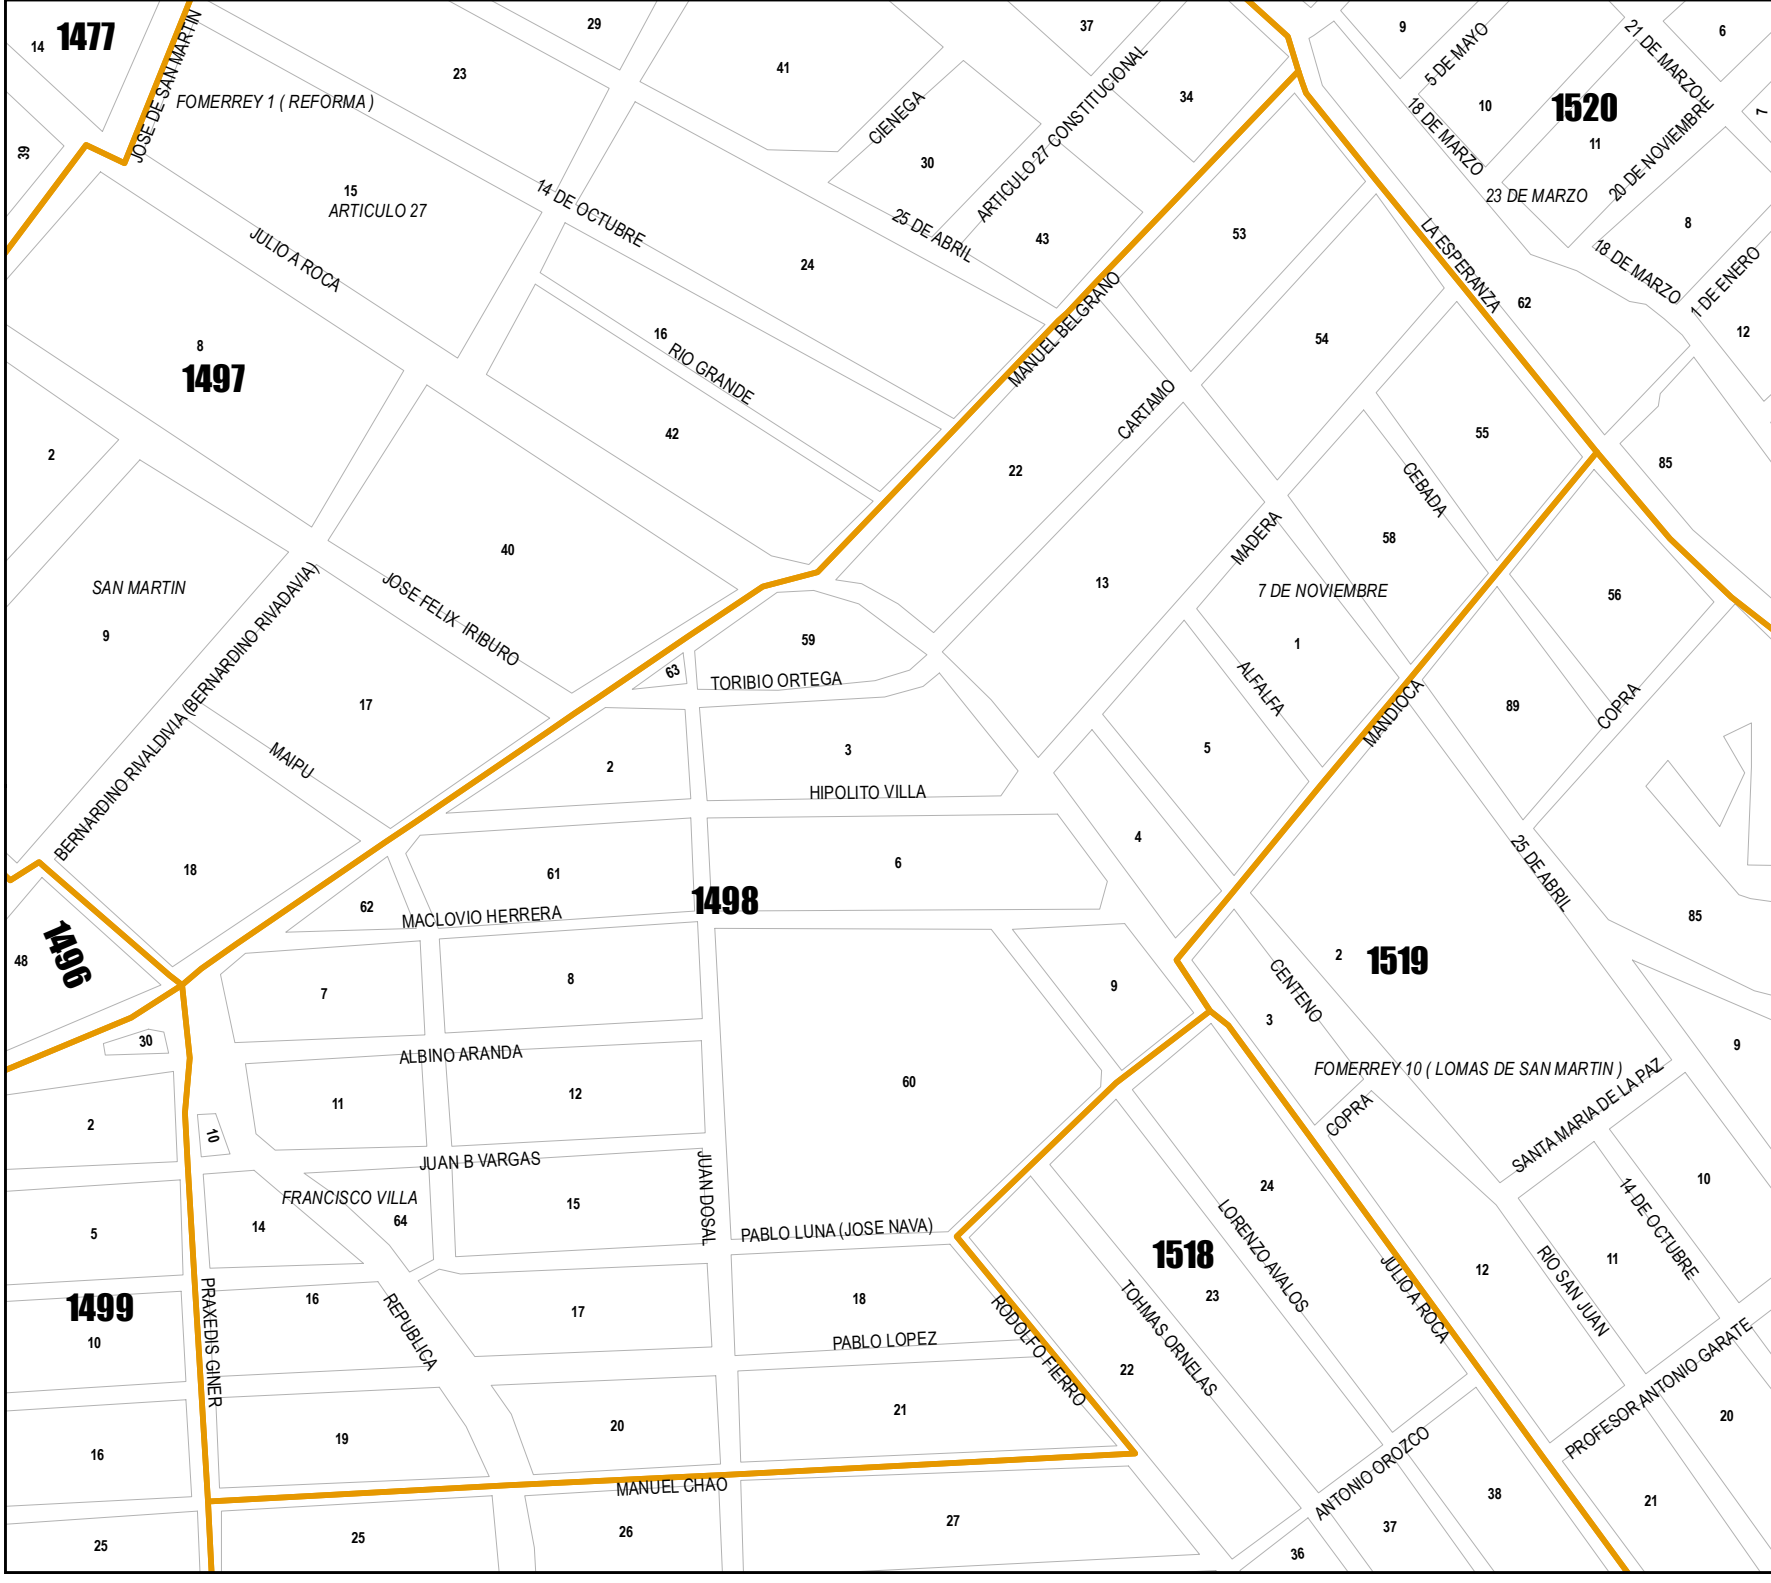 14
1477
29
37
9
5 DE MAYO
21 DE MARZO E
6
JOSE DE SAN MARTIN
23
41
FOMERREY 1 ( REFORMA )
CIENEGA
ARTICULO 27 CONSTITUCIONAL
34
18 DE MARZO
10
1520
7
39
30
11
20 DE NOVIEMBRE
15
ARTICULO 27
14 DE OCTUBRE
25 DE ABRIL
43
53
23 DE MARZO
8
JULIO A ROCA
24
LA ESPERANZA
18 DE MARZO
1 DE ENERO
62
12
8
1497
16
RIO GRANDE
MANUEL BELGRANO
54
2
42
CARTAMO
22
55
85
CEBADA
40
MADERA
58
SAN MARTIN
9
BERNARDINO RIVALDIVIA (BERNARDINO RIVADAVIA)
JOSE FELIX IRIBURO
13
7 DE NOVIEMBRE
1
56
59
63
TORIBIO ORTEGA
17
ALFALFA
MANDIOCA
89
COPRA
MAIPU
2
3
5
HIPOLITO VILLA
4
18
61
6
25 DE ABRIL
62
MACLOVIO HERRERA
1498
85
48
1496
7
8
9
CENTENO
2
1519
3
30
ALBINO ARANDA
60
9
FOMERREY 10 ( LOMAS DE SAN MARTIN )
11
12
COPRA
SANTA MARIA DE LA PAZ
2
10
JUAN B VARGAS
JUAN DOSAL
FRANCISCO VILLA
64
15
24
10
14 DE OCTUBRE
5
14
PABLO LUNA (JOSE NAVA)
LORENZO AVALOS
1518
RIO SAN JUAN
11
12
JULIO A ROCA
1499
PRAXEDIS GINER
16
REPUBLICA
17
18
RODOLFO FIERRO
TOHMAS ORNELAS
23
10
PABLO LOPEZ
PROFESOR ANTONIO GARATE
22
21
20
19
20
16
ANTONIO OROZCO
MANUEL CHAO
38
21
25
25
26
27
37
36